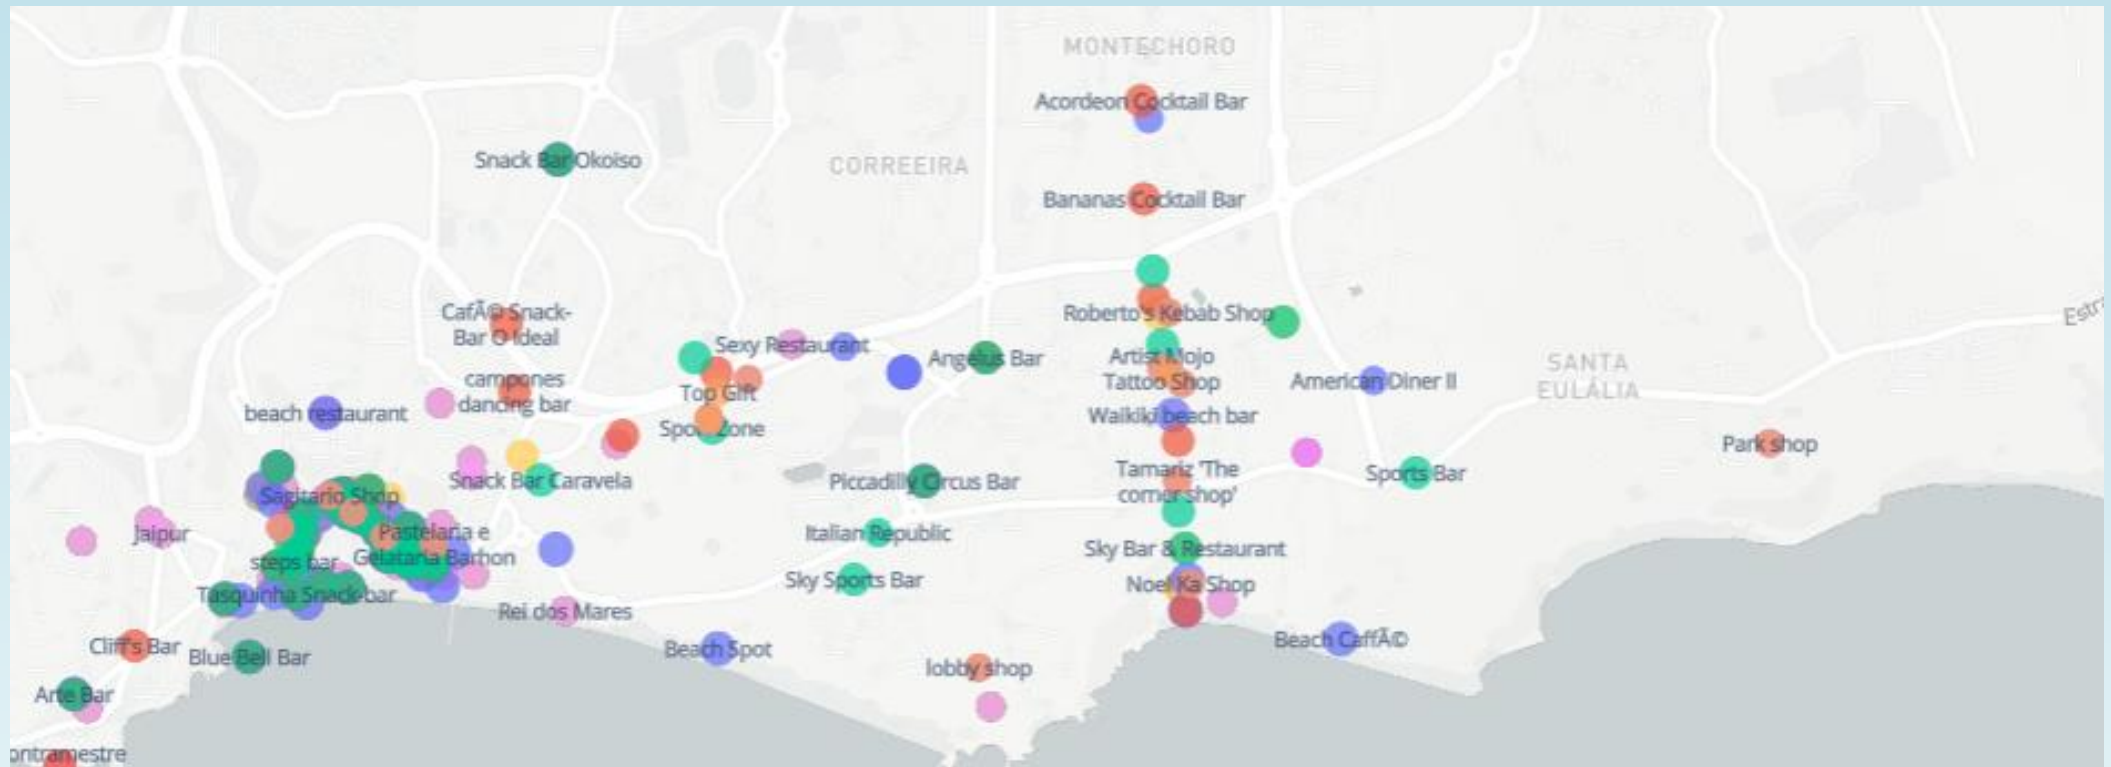 MONTECHORO
Acordeon Cocktail Bar
Snack Bar Okoiso
CORREEIRA
Bananas Cocktail Bar
CafÃ© Snack-
Bar O Ideal
Roberto's Kebab Shop
Estr
Sexy Restaurant
Angelus Bar
Artist Mojo
Tattoo Shop
SANTA
EULÁLIA
campones
dancing bar
Top Gift
American Diner II
beach restaurant
Waikiki beach bar
Sport Zone
Park shop
Snack Bar Caravela
Piccadilly Circus Bar
Tamariz 'The
corner shop'
Sports Bar
Sagitario Shop
Jaipur
Pastelaria e
Gelataria Barhon
Italian Republic
steps bar
Sky Bar & Restaurant
Sky Sports Bar
Noel Ka Shop
Tasquinha Snack-bar
Rei dos Mares
Cliff's Bar
Blue Bell Bar
Beach Spot
Beach CaffÃ©
lobby shop
Arte Bar
ontramestre